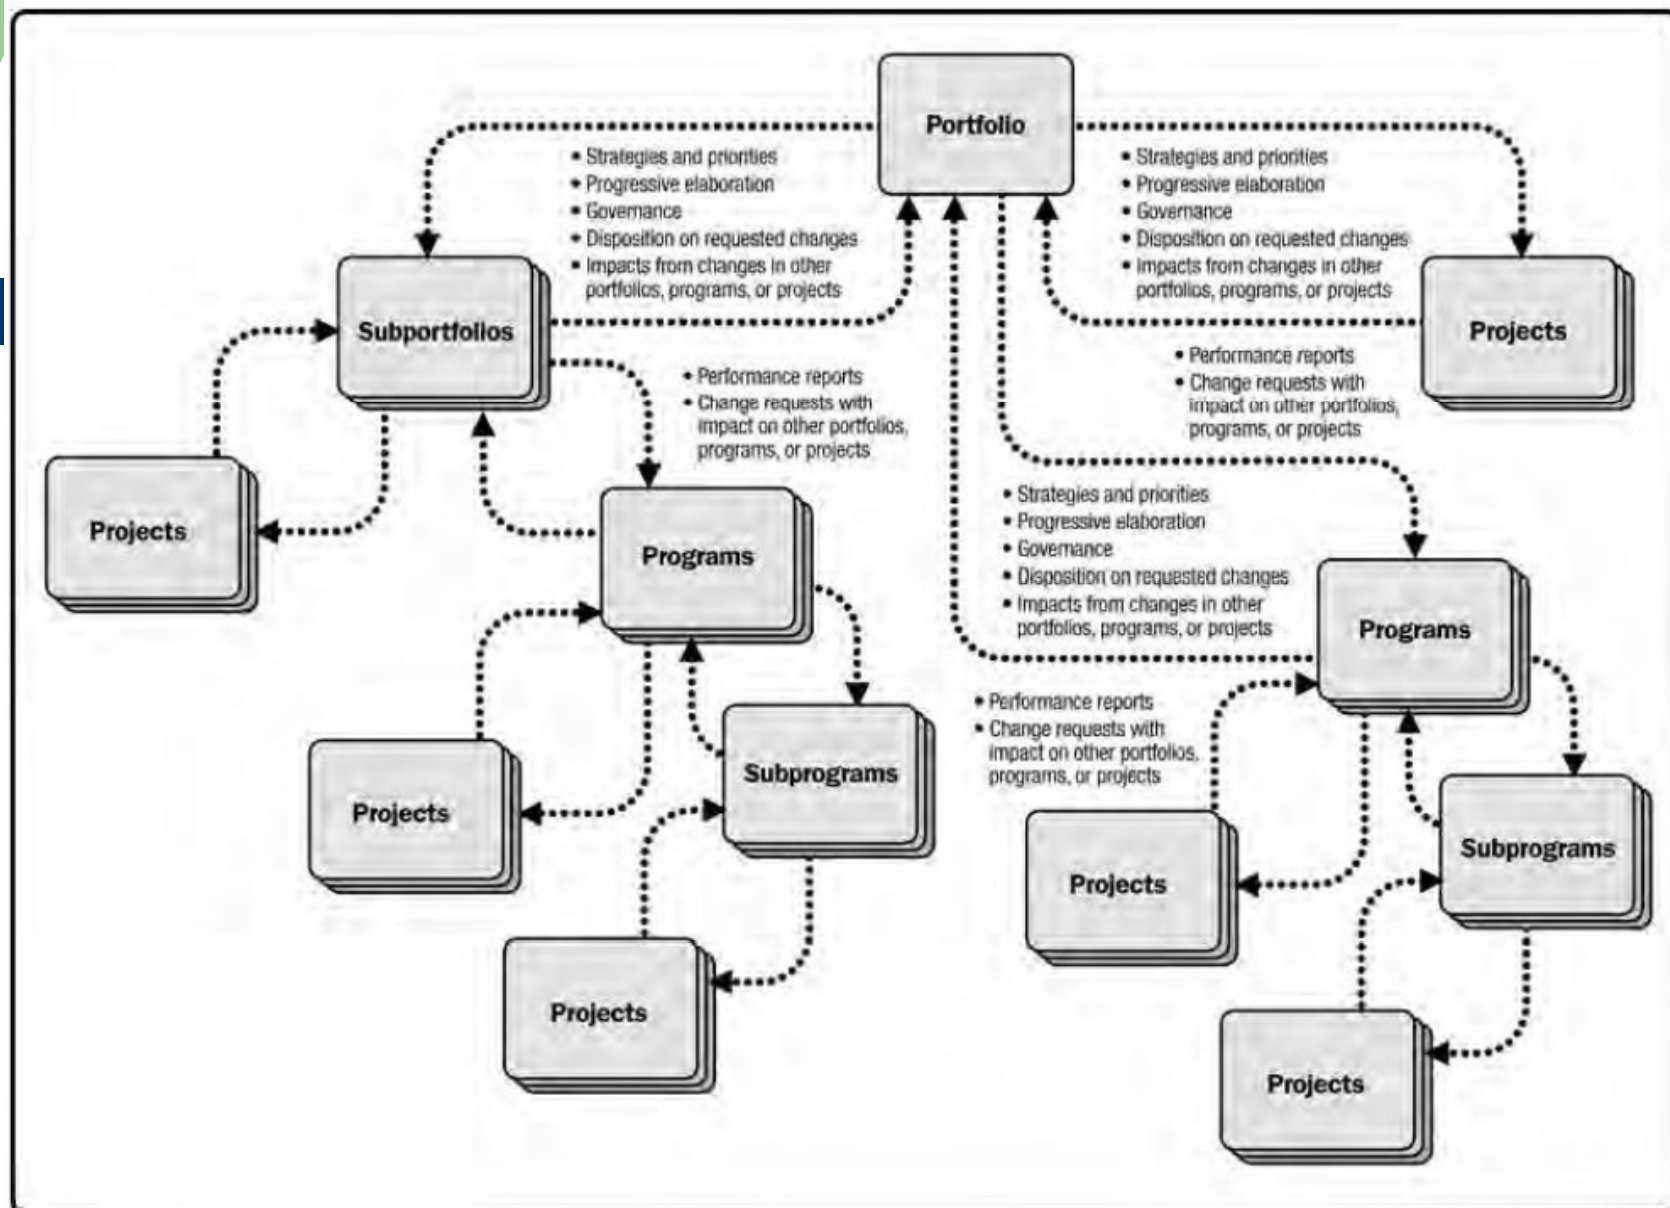 Portfolio
• Strategies and priorities
• Progressive elaboration
• Governance
• Disposition on requested changes
• Impacts from changes in other
portfolios, programs, or projects
• Strategies and priorities
• Progressive elaboration
• Governance
• Disposition on requested changes
• Impacts from changes in other
portfolios, programs, or projects
Subportfolios
Projects
• Performance reports
• Change requests with
impact on other portfolios,
programs, or projects
• Performance reports
• Change requests with
impact on other portfolios,
programs, or projects
Projects
Programs
• Strategies and priorities
• Progressive elaboration
• Governance
• Disposition on requested changes
• Impacts from changes in other
portfolios, programs, or projects
Programs
• Performance reports
• Change requests with
impact on other portfolios,
programs, or projects
Subprograms
Projects
Subprograms
Projects
Projects
Projects